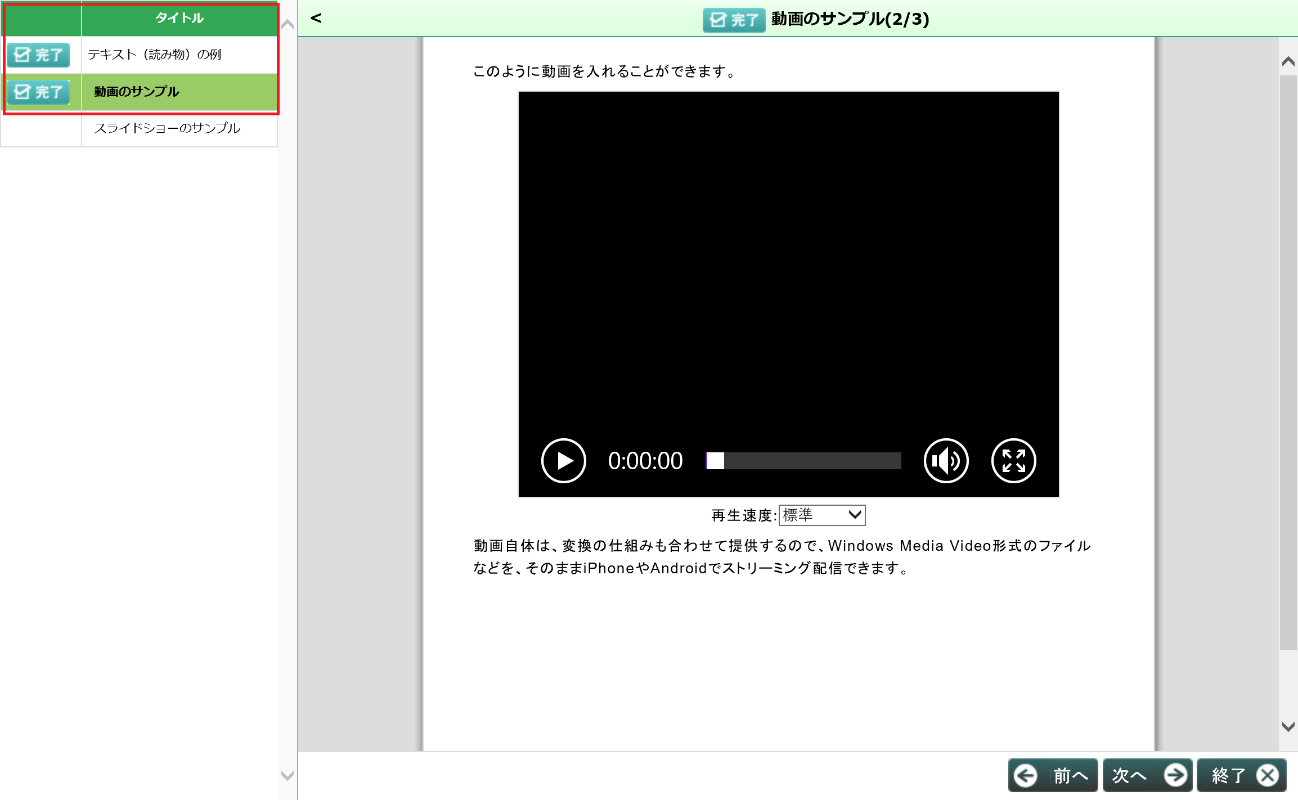 タイトル
完了 テキスト（読み物）の例
完了 動画のサンプル
スライドショーのサンプル
< 完了 動画のサンプル(2/3)
このように動画を入れることができます。
0:00:00
再生速度:標準
動画自体は、変換の仕組みも合わせて提供するので、Windows Media Video形式のファイル
などを、そのままiPhoneやAndroidでストリーミング配信できます。
前へ 次へ 終了